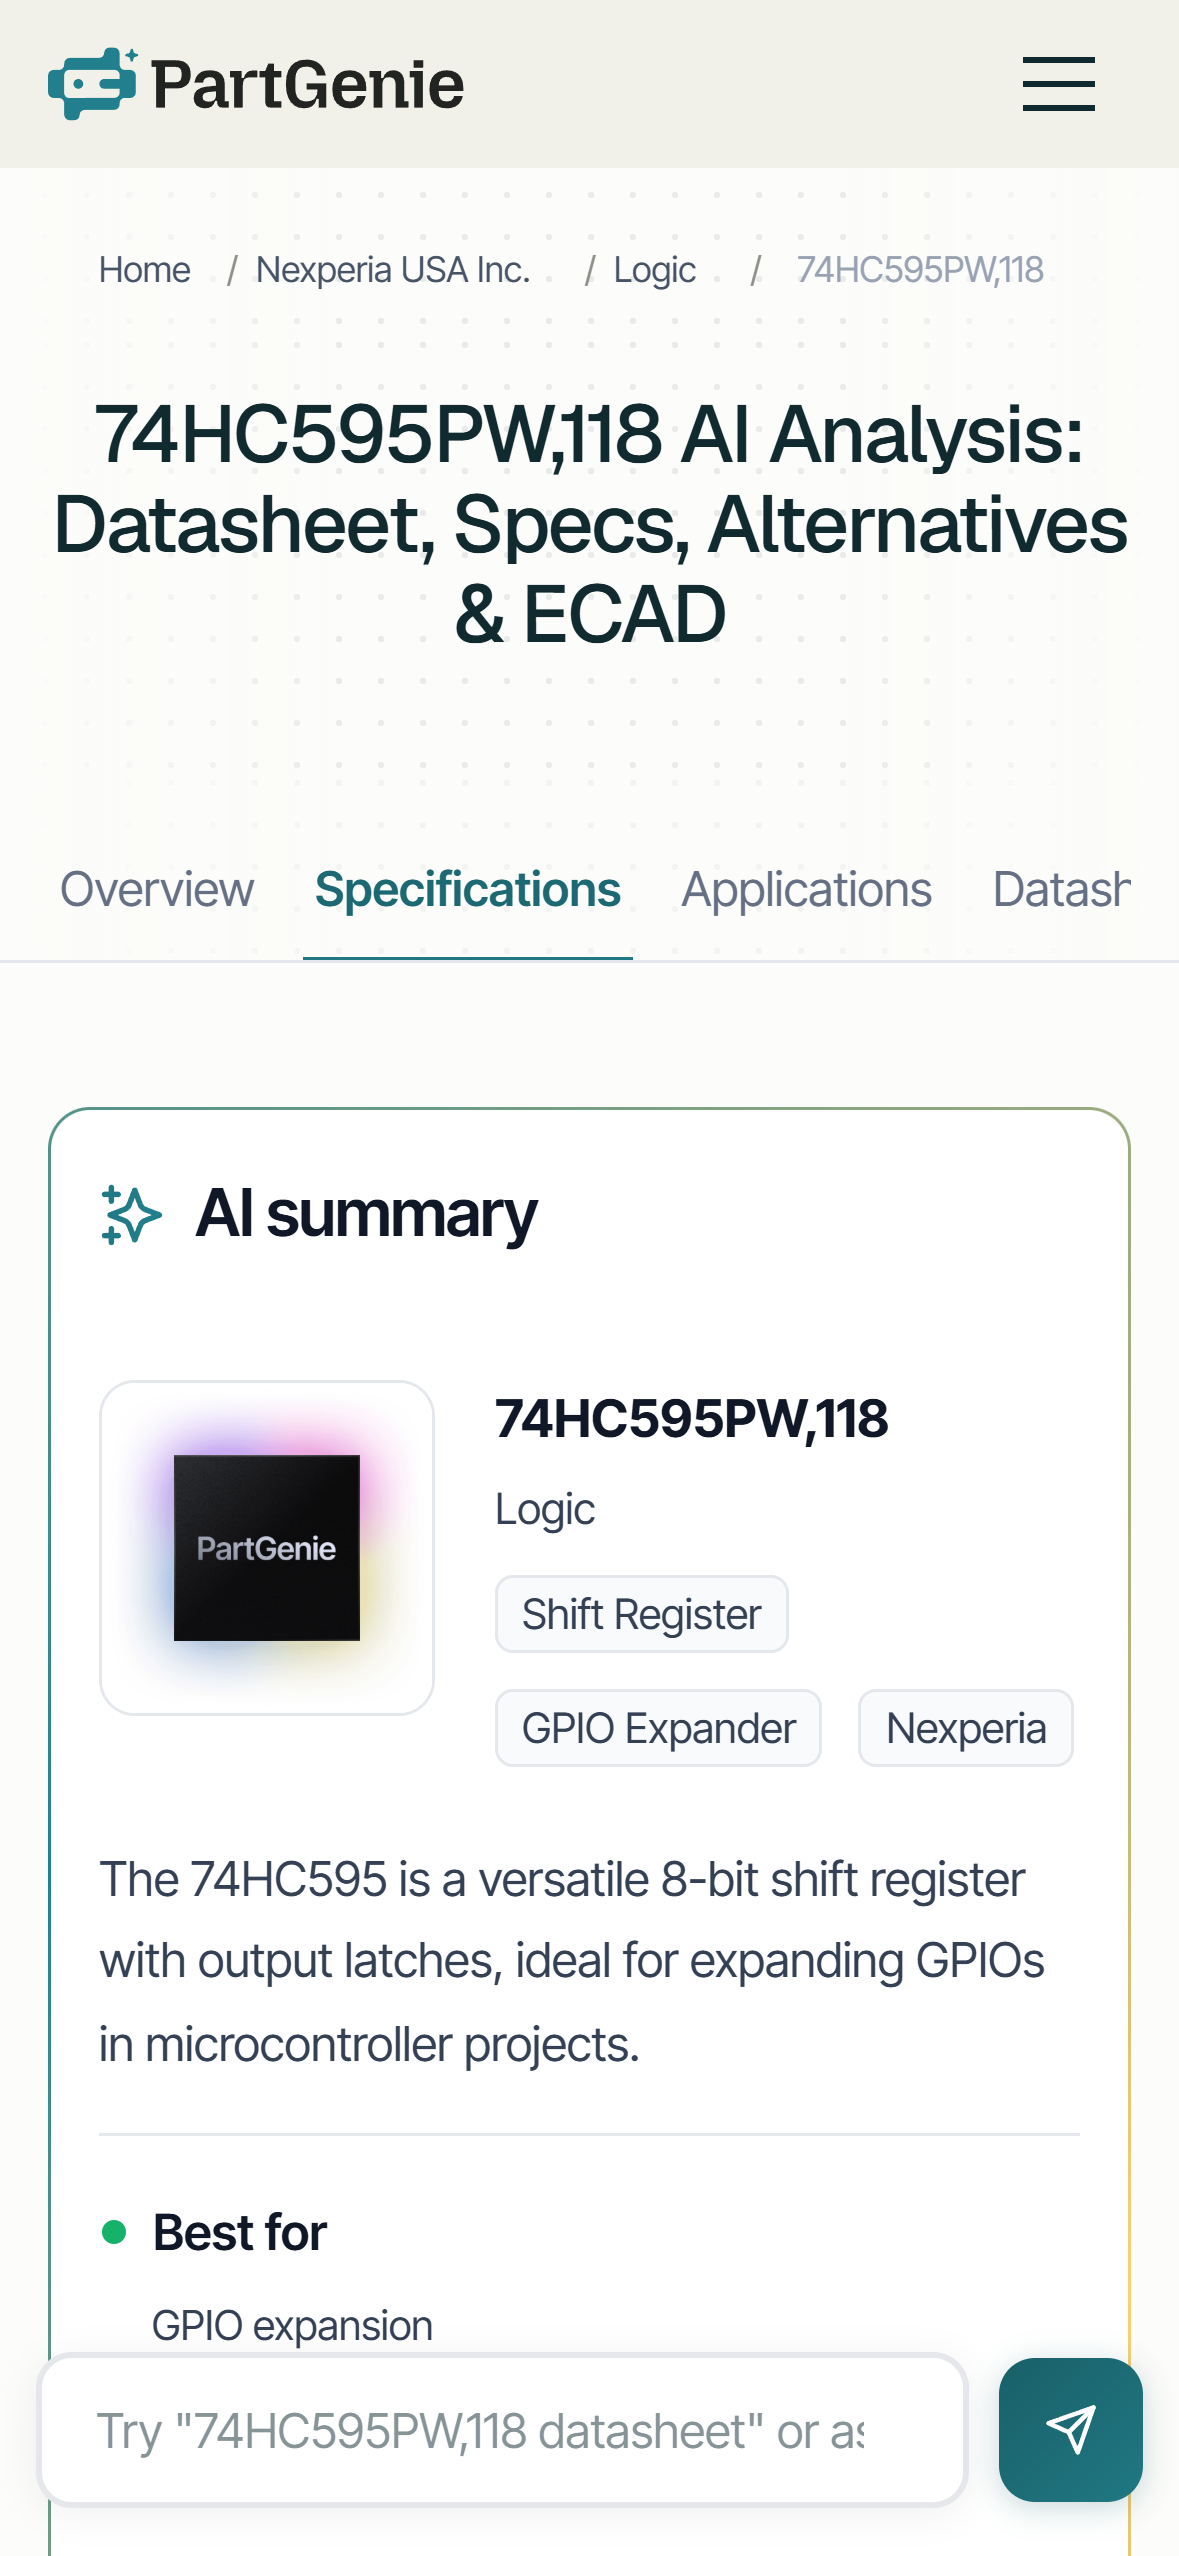 PartGenie
Home / Nexperia USA Inc. / Logic / 74HC595PW,118
74HC595PW,118 AI Analysis:
Datasheet, Specs, Alternatives
& ECAD
Overview Specifications Applications Datash
AI summary
PartGenie
74HC595PW,118
Logic
Shift Register
GPIO Expander Nexperia
The 74HC595 is a versatile 8-bit shift register
with output latches, ideal for expanding GPIOs
in microcontroller projects.
Best for
GPIO expansion
Try "74HC595PW,118 datasheet" or as